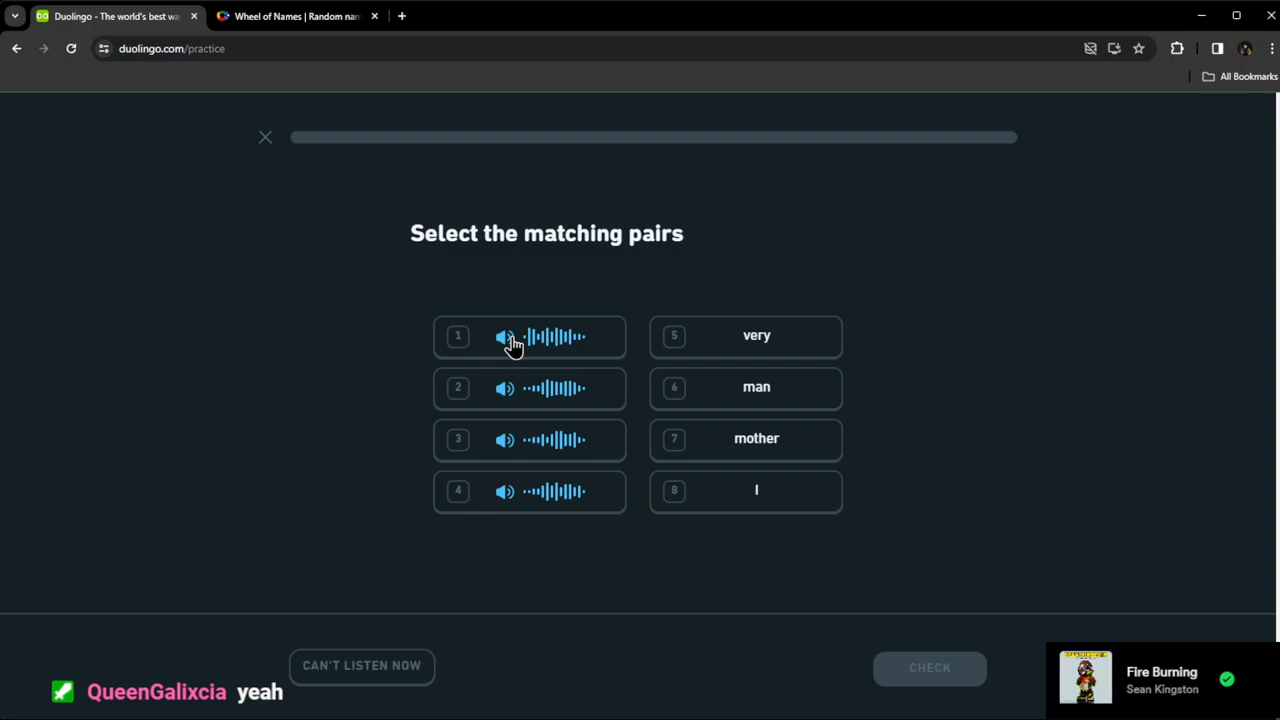 Duolingo - The world's best wa
Wheel of Names | Random nam
duolingo.com/practice
All Bookmarks
Select the matching pairs
1
5 very
2
6 man
3
7 mother
4
8 I
CAN'T LISTEN NOW
CHECK
QueenGalixcia yeah
Fire Burning
Sean Kingston